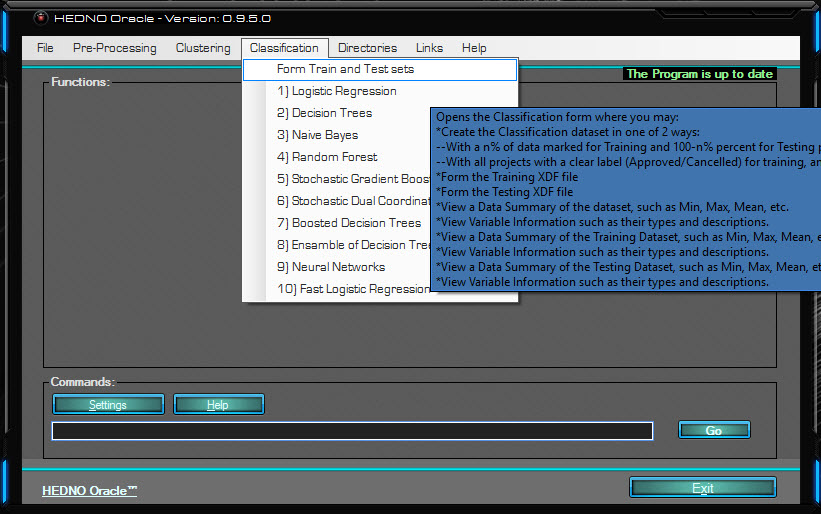 HEDNO Oracle - Version: 0.9.5.0
File Pre-Processing Clustering Classification Directories Links Help
The Program is up to date
Functions:
Form Train and Test sets
1) Logistic Regression
2) Decision Trees
3) Naive Bayes
4) Random Forest
5) Stochastic Gradient Boost
6) Stochastic Dual Coordinat
7) Boosted Decision Trees
8) Ensemble of Decision Tre
9) Neural Networks
10) Fast Logistic Regression
Opens the Classification form where you may:
*Create the Classification dataset in one of 2 ways:
--With a n% of data marked for Training and 100-n% percent for Testing
--With all projects with a clear label (Approved/Cancelled) for training, an
*Form the Training XDF file
*Form the Testing XDF file
*View a Data Summary of the dataset, such as Min, Max, Mean, etc.
*View Variable Information such as their types and descriptions.
*View a Data Summary of the Training Dataset, such as Min, Max, Mean, e
*View Variable Information such as their types and descriptions.
*View a Data Summary of the Testing Dataset, such as Min, Max, Mean, et
*View Variable Information such as their types and descriptions.
Commands:
Settings Help
Go
HEDNO Oracle™
Exit